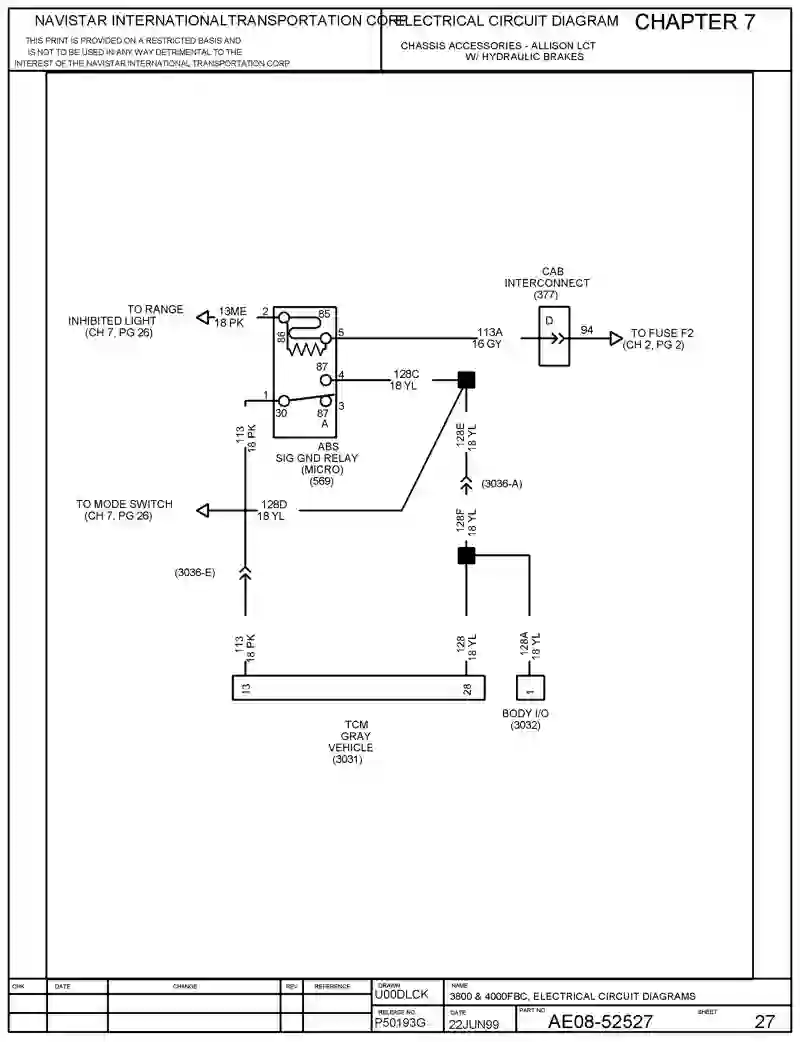 NAVISTAR INTERNATIONAL TRANSPORTATION CORP
THIS PRINT IS PROVIDED ON A RESTRICTED BASIS AND
IS NOT TO BE USED IN ANY WAY DETRIMENTAL TO THE
INTEREST OF THE NAVISTAR INTERNATIONAL TRANSPORTATION CORP
ELECTRICAL CIRCUIT DIAGRAM
CHAPTER 7
CHASSIS ACCESSORIES - ALLISON LCT
W/ HYDRAULIC BRAKES
CAB
INTERCONNECT
(377)
D
94
TO FUSE F2
(CH 2, PG 2)
TO RANGE
INHIBITED LIGHT
(CH 7, PG 26)
13ME
18 PK
2
85
86
5
113A
16 GY
87
4
128C
18 YL
1
30
87
A
3
ABS
SIG GND RELAY
(MICRO)
(569)
113
18 PK
128E
18 YL
(3036-A)
TO MODE SWITCH
(CH 7, PG 26)
128D
18 YL
128F
18 YL
(3036-E)
113
18 PK
128
18 YL
128A
18 YL
13
28
1
TCM
GRAY
VEHICLE
(3031)
BODY I/O
(3032)
CHK
DATE
CHANGE
REV
REFERENCE
DRAWN
U00DLCK
NAME
3800 & 4000FBC, ELECTRICAL CIRCUIT DIAGRAMS
RELEASE NO.
P50193G
DATE
22JUN99
PART NO.
AE08-52527
SHEET
27